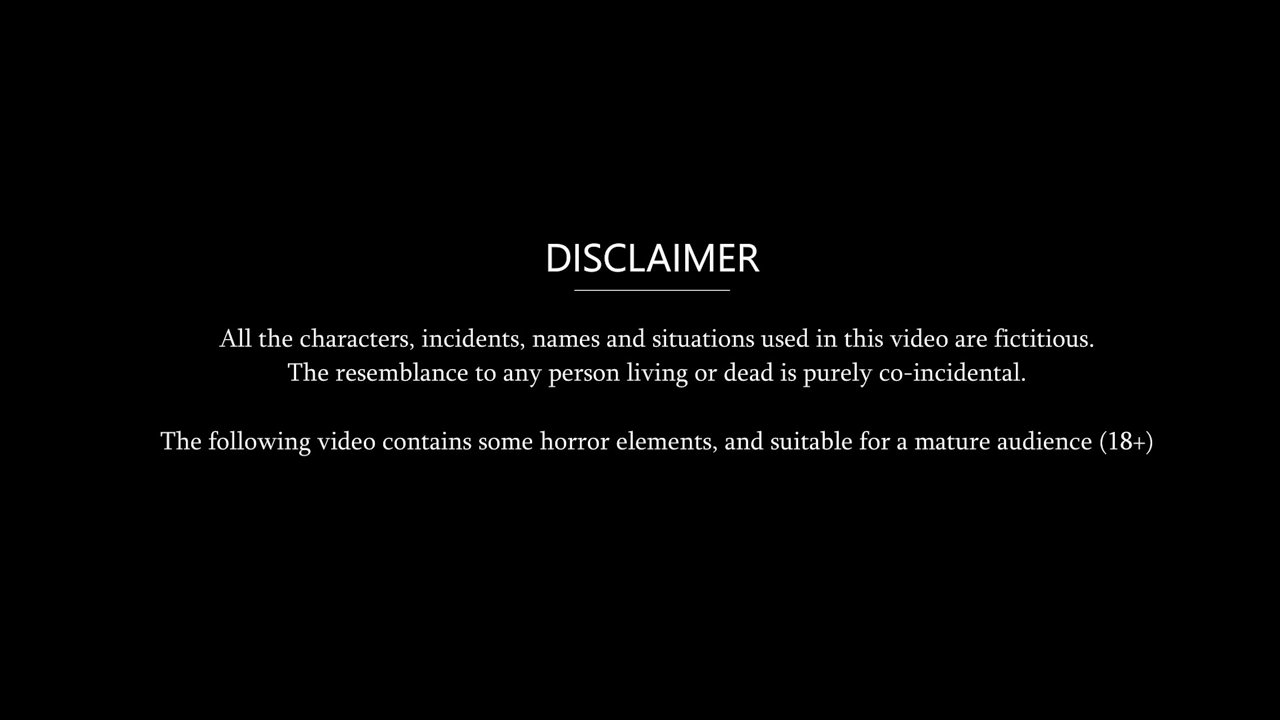 DISCLAIMER
All the characters, incidents, names and situations used in this video are fictitious.
The resemblance to any person living or dead is purely co-incidental.
The following video contains some horror elements, and suitable for a mature audience (18+)